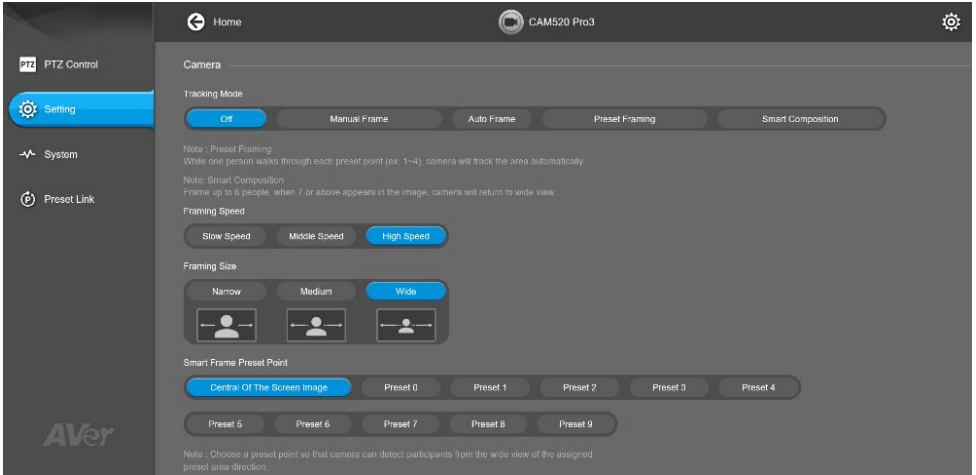 Home
CAM520 Pro3
PTZ PTZ Control
Setting
System
P Preset Link
AVer
Camera
Tracking Mode
Off Manual Frame Auto Frame Preset Framing Smart Composition
Note : Preset Framing
While one person walks through each preset point (ex: 1~4), camera will track the area automatically.
Note: Smart Composition
Frame up to 6 people, when 7 or above appears in the image, camera will return to wide view.
Framing Speed
Slow Speed Middle Speed High Speed
Framing Size
Narrow Medium Wide
Smart Frame Preset Point
Central Of The Screen Image Preset 0 Preset 1 Preset 2 Preset 3 Preset 4
Preset 5 Preset 6 Preset 7 Preset 8 Preset 9
Note : Choose a preset point so that camera can detect participants from the wide view of the assigned
preset area direction.